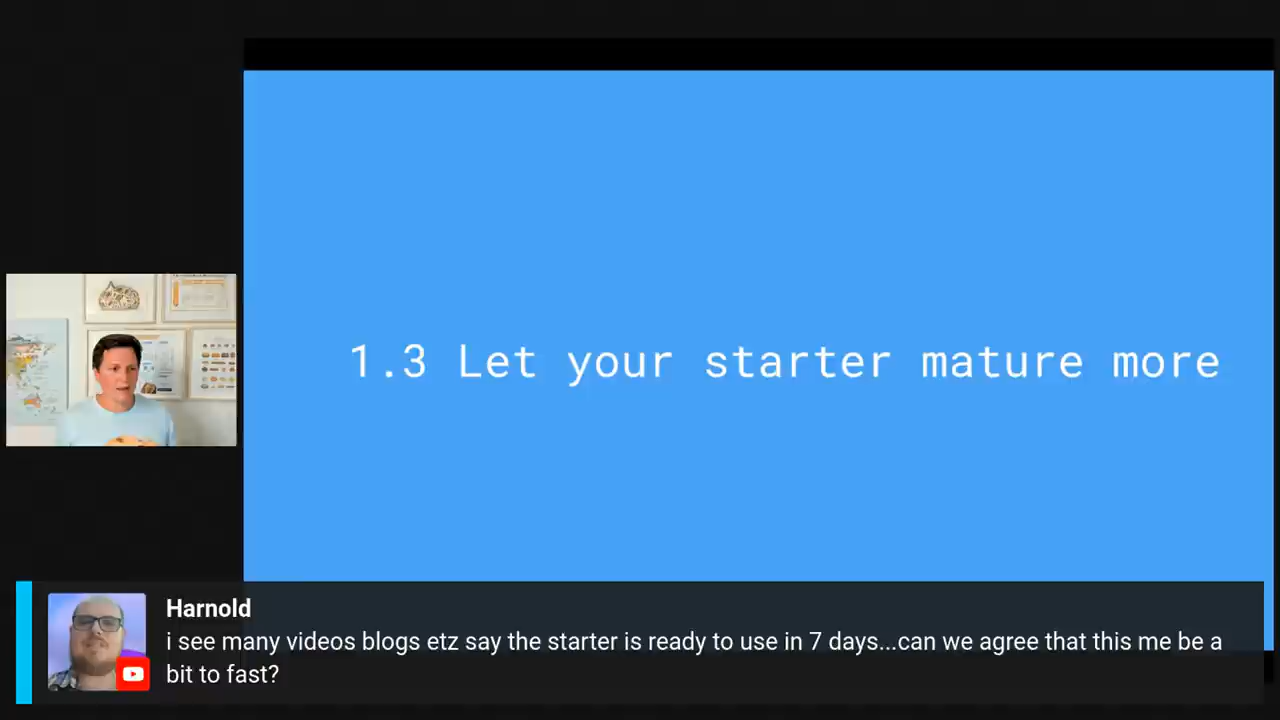 1.3 Let your starter mature more
Harnold
i see many videos blogs etz say the starter is ready to use in 7 days...can we agree that this me be a
bit to fast?